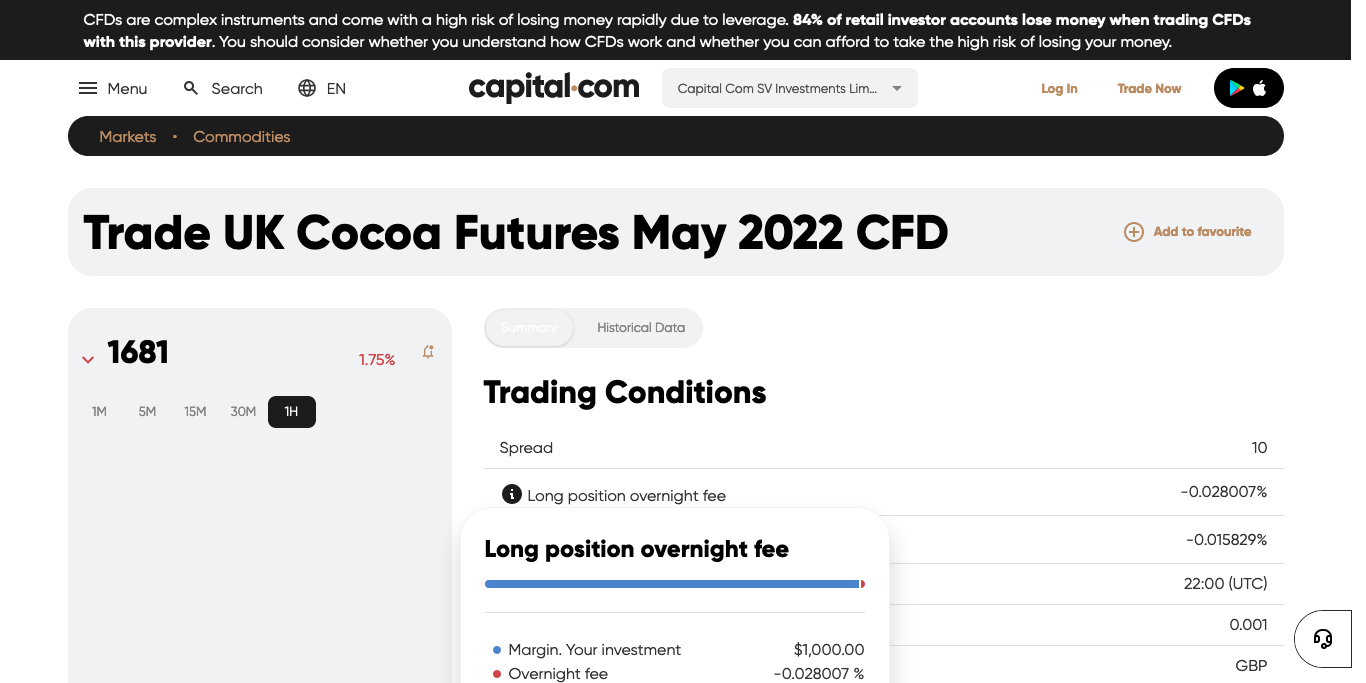 CFDs are complex instruments and come with a high risk of losing money rapidly due to leverage. 84% of retail investor accounts lose money when trading CFDs
with this provider. You should consider whether you understand how CFDs work and whether you can afford to take the high risk of losing your money.
Menu Search EN capital.com Capital Com SV Investments Lim... Log In Trade Now
Markets • Commodities
Trade UK Cocoa Futures May 2022 CFD Add to favourite
1681 1.75%
1M 5M 15M 30M 1H
Summary Historical Data
Trading Conditions
Spread 10
Long position overnight fee -0.028007%
-0.015829%
22:00 (UTC)
0.001
GBP
Long position overnight fee
Margin. Your investment $1,000.00
Overnight fee -0.028007 %